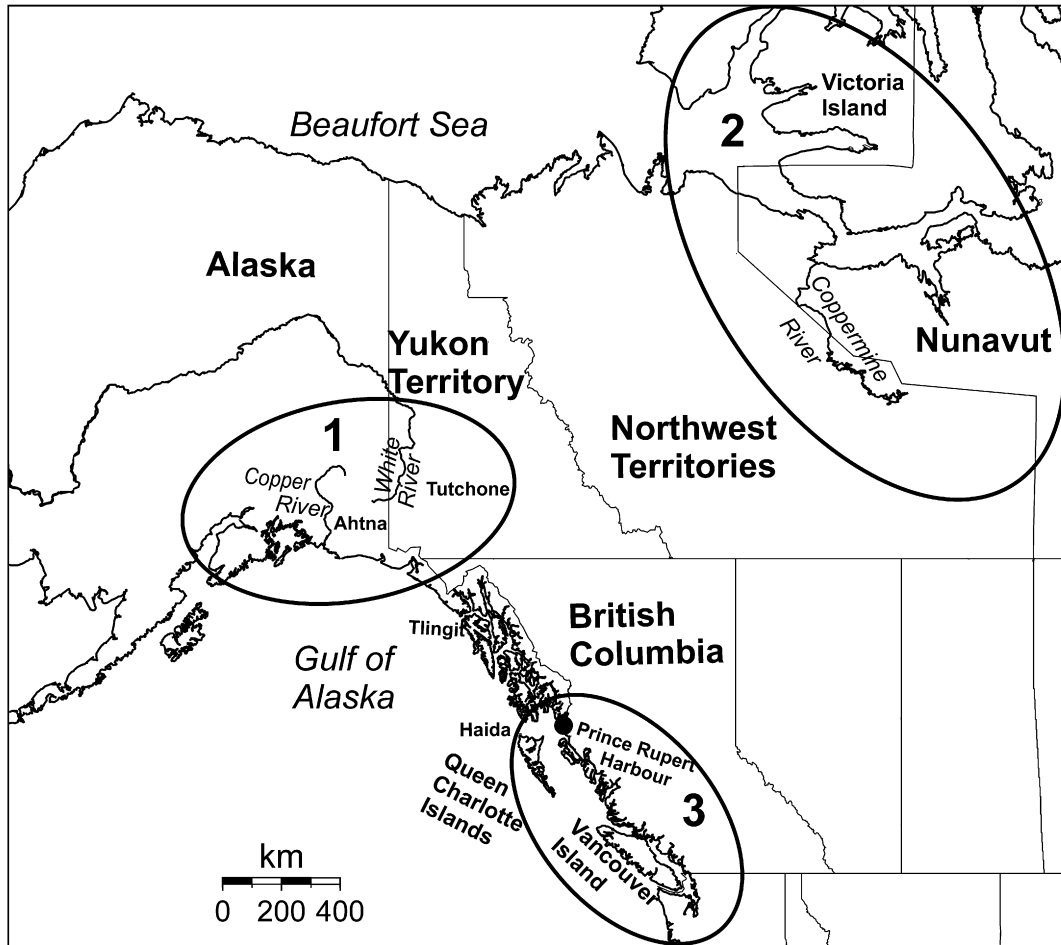 Beaufort Sea
Victoria
Island
2
Alaska
Yukon
Territory
Coppermine
River
Nunavut
1
Northwest
Territories
Copper
River
White
River
Tutchone
Ahtna
Tlingit
British
Columbia
Gulf of
Alaska
Haida
Prince Rupert
Harbour
Queen
Charlotte
Islands
3
Vancouver
Island
km
0 200 400